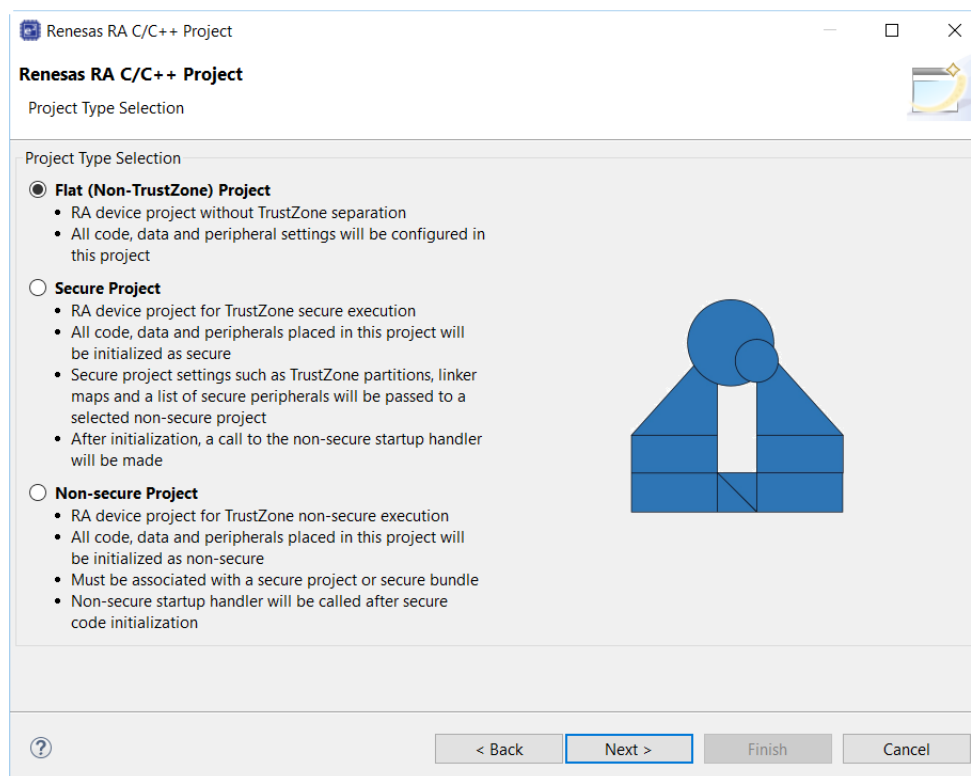 Renesas RA C/C++ Project
Renesas RA C/C++ Project
Project Type Selection
Project Type Selection
Flat (Non-TrustZone) Project
• RA device project without TrustZone separation
• All code, data and peripheral settings will be configured in
this project
Secure Project
• RA device project for TrustZone secure execution
• All code, data and peripherals placed in this project will
be initialized as secure
• Secure project settings such as TrustZone partitions, linker
maps and a list of secure peripherals will be passed to a
selected non-secure project
• After initialization, a call to the non-secure startup handler
will be made
Non-secure Project
• RA device project for TrustZone non-secure execution
• All code, data and peripherals placed in this project will
be initialized as non-secure
• Must be associated with a secure project or secure bundle
• Non-secure startup handler will be called after secure
code initialization
? < Back Next > Finish Cancel